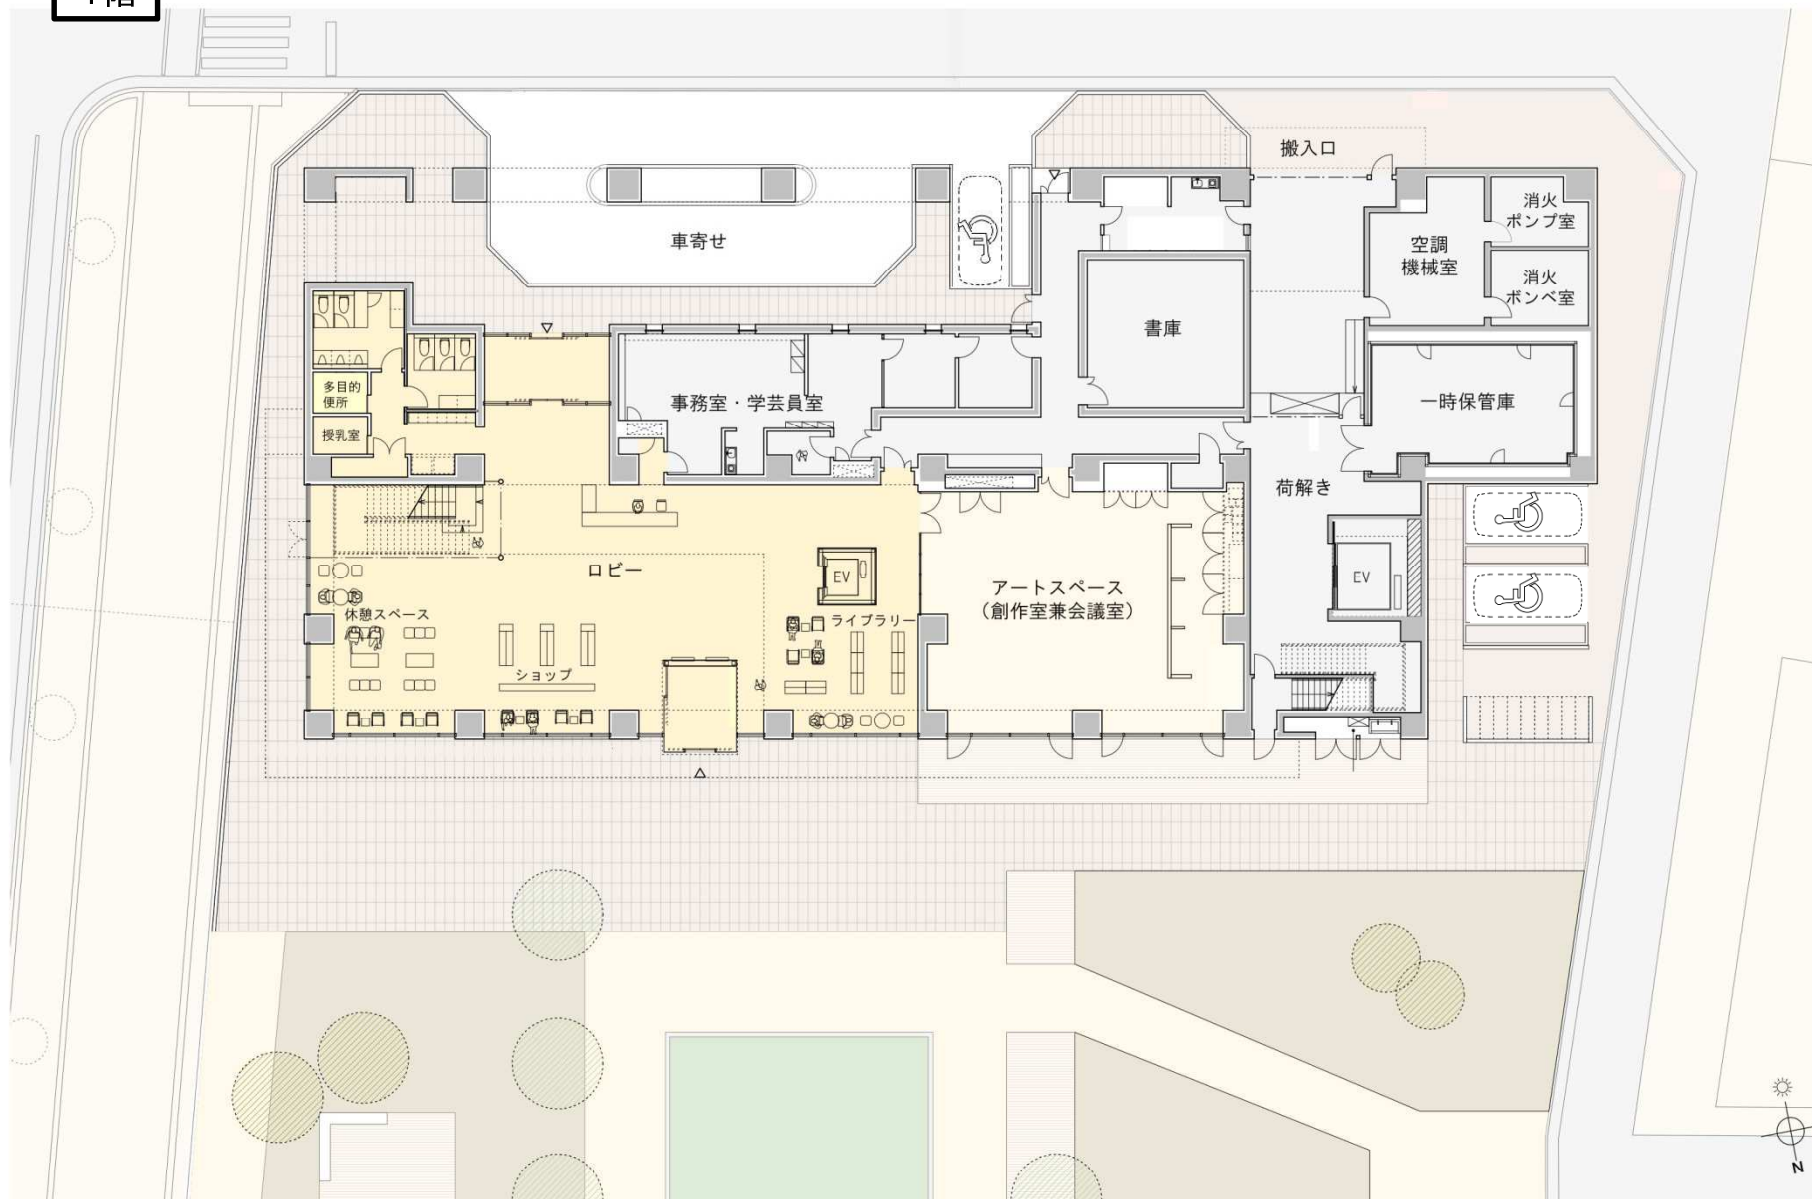 1階
搬入口
消火
ポンプ室
車寄せ
空調
機械室
消火
ボンベ室
書庫
多目的
便所
事務室・学芸員室
一時保管庫
授乳室
荷解き
ロビー
EV
EV
アートスペース
（創作室兼会議室）
休憩スペース
ライブラリー
ショップ
N